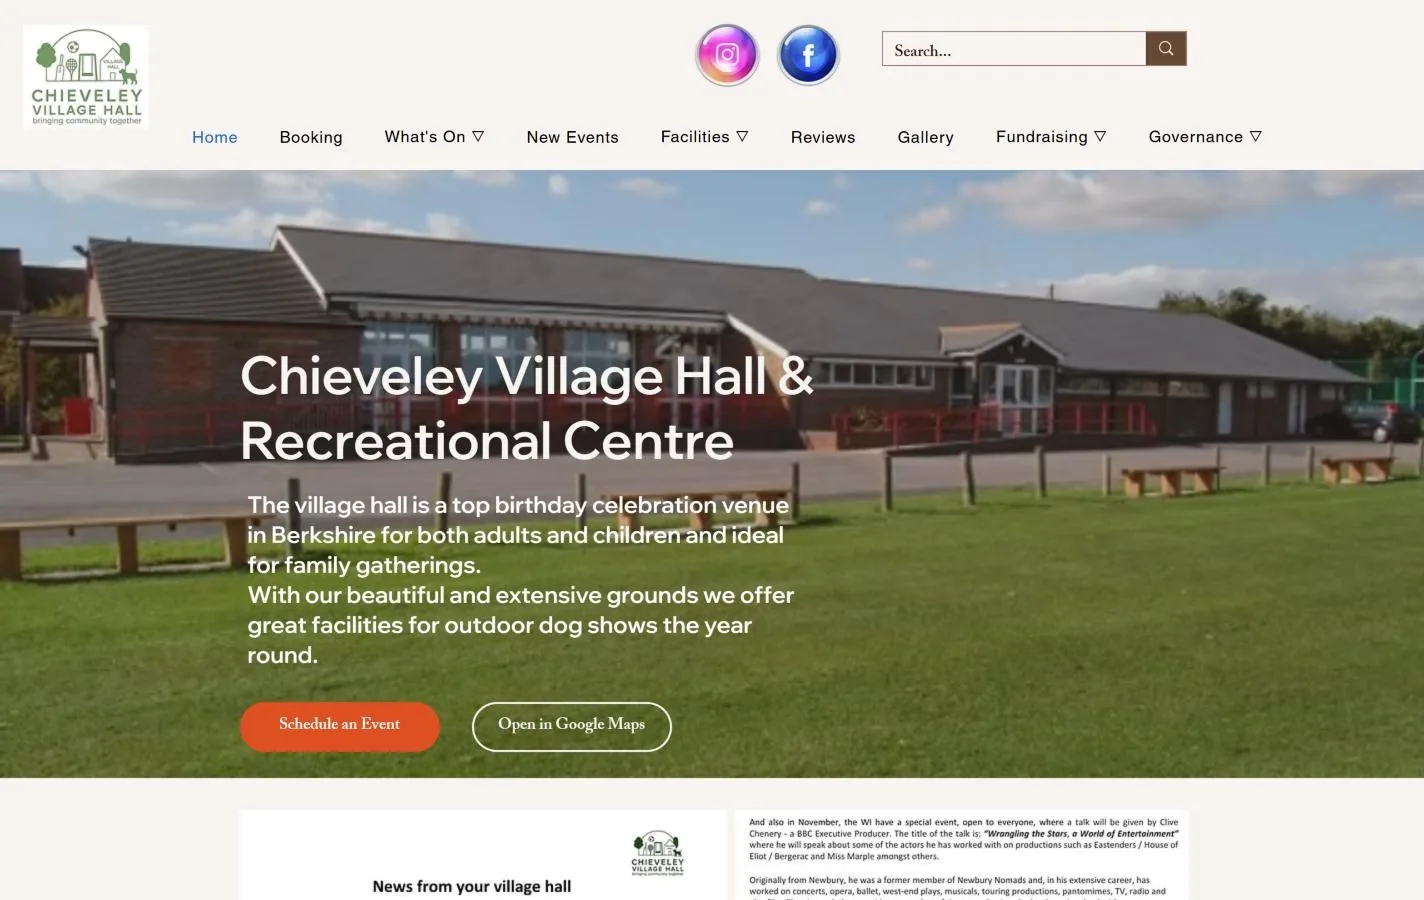 VILLAGE
HALL
CHIEVELEY
VILLAGE HALL
bringing community together
Search...
Home
Booking
What's On ▽
New Events
Facilities ▽
Reviews
Gallery
Fundraising ▽
Governance ▽
Chieveley Village Hall &
Recreational Centre
The village hall is a top birthday celebration venue
in Berkshire for both adults and children and ideal
for family gatherings.
With our beautiful and extensive grounds we offer
great facilities for outdoor dog shows the year
round.
Schedule an Event
Open in Google Maps
CHIEVELEY
VILLAGE HALL
bringing community together
News from your village hall
And also in November, the WI have a special event, open to everyone, where a talk will be given by Clive
Chenery - a BBC Executive Producer. The title of the talk is: “Wrangling the Stars, a World of Entertainment”
where he will speak about some of the actors he has worked with on productions such as Eastenders / House of
Eliot / Bergerac and Miss Marple amongst others.
Originally from Newbury, he was a former member of Newbury Nomads and, in his extensive career, has
worked on concerts, opera, ballet, west-end plays, musicals, touring productions, pantomimes, TV, radio and